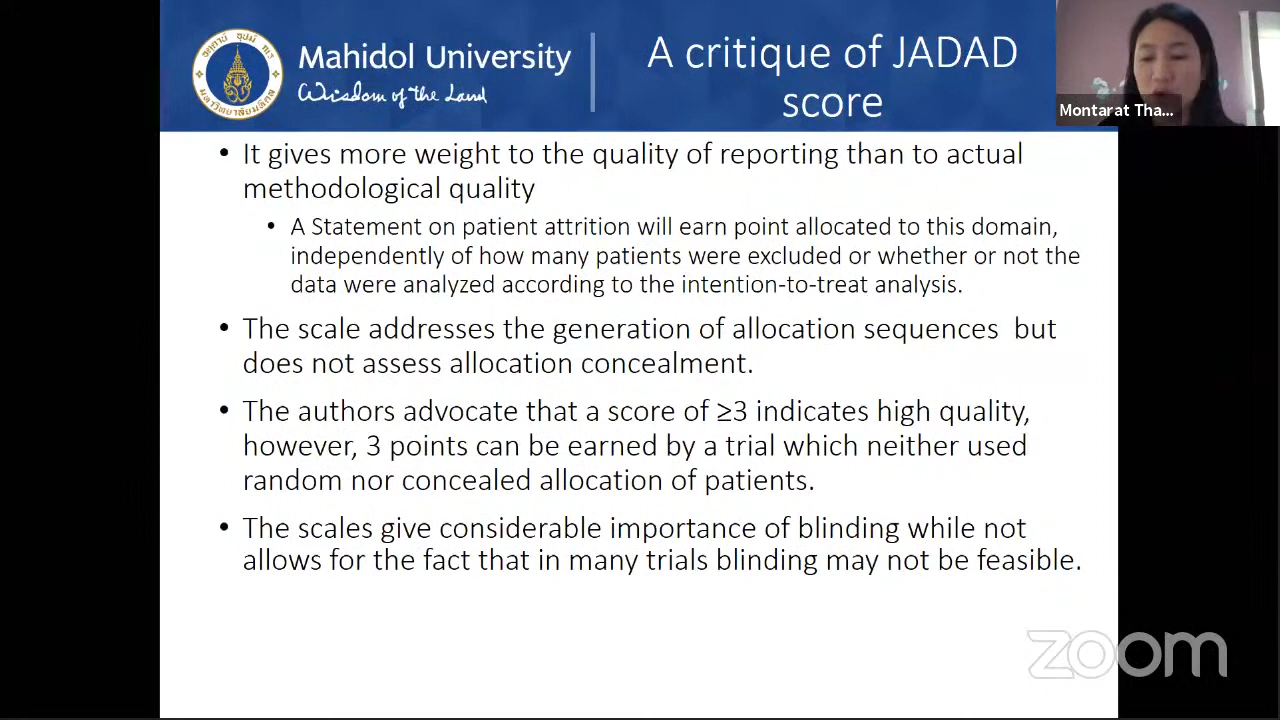 Mahidol University
Wisdom of the Land
A critique of JADAD
score
Montarat Tha...
• It gives more weight to the quality of reporting than to actual
methodological quality
• A Statement on patient attrition will earn point allocated to this domain,
independently of how many patients were excluded or whether or not the
data were analyzed according to the intention-to-treat analysis.
• The scale addresses the generation of allocation sequences  but
does not assess allocation concealment.
• The authors advocate that a score of ≥3 indicates high quality,
however, 3 points can be earned by a trial which neither used
random nor concealed allocation of patients.
• The scales give considerable importance of blinding while not
allows for the fact that in many trials blinding may not be feasible.
zoom